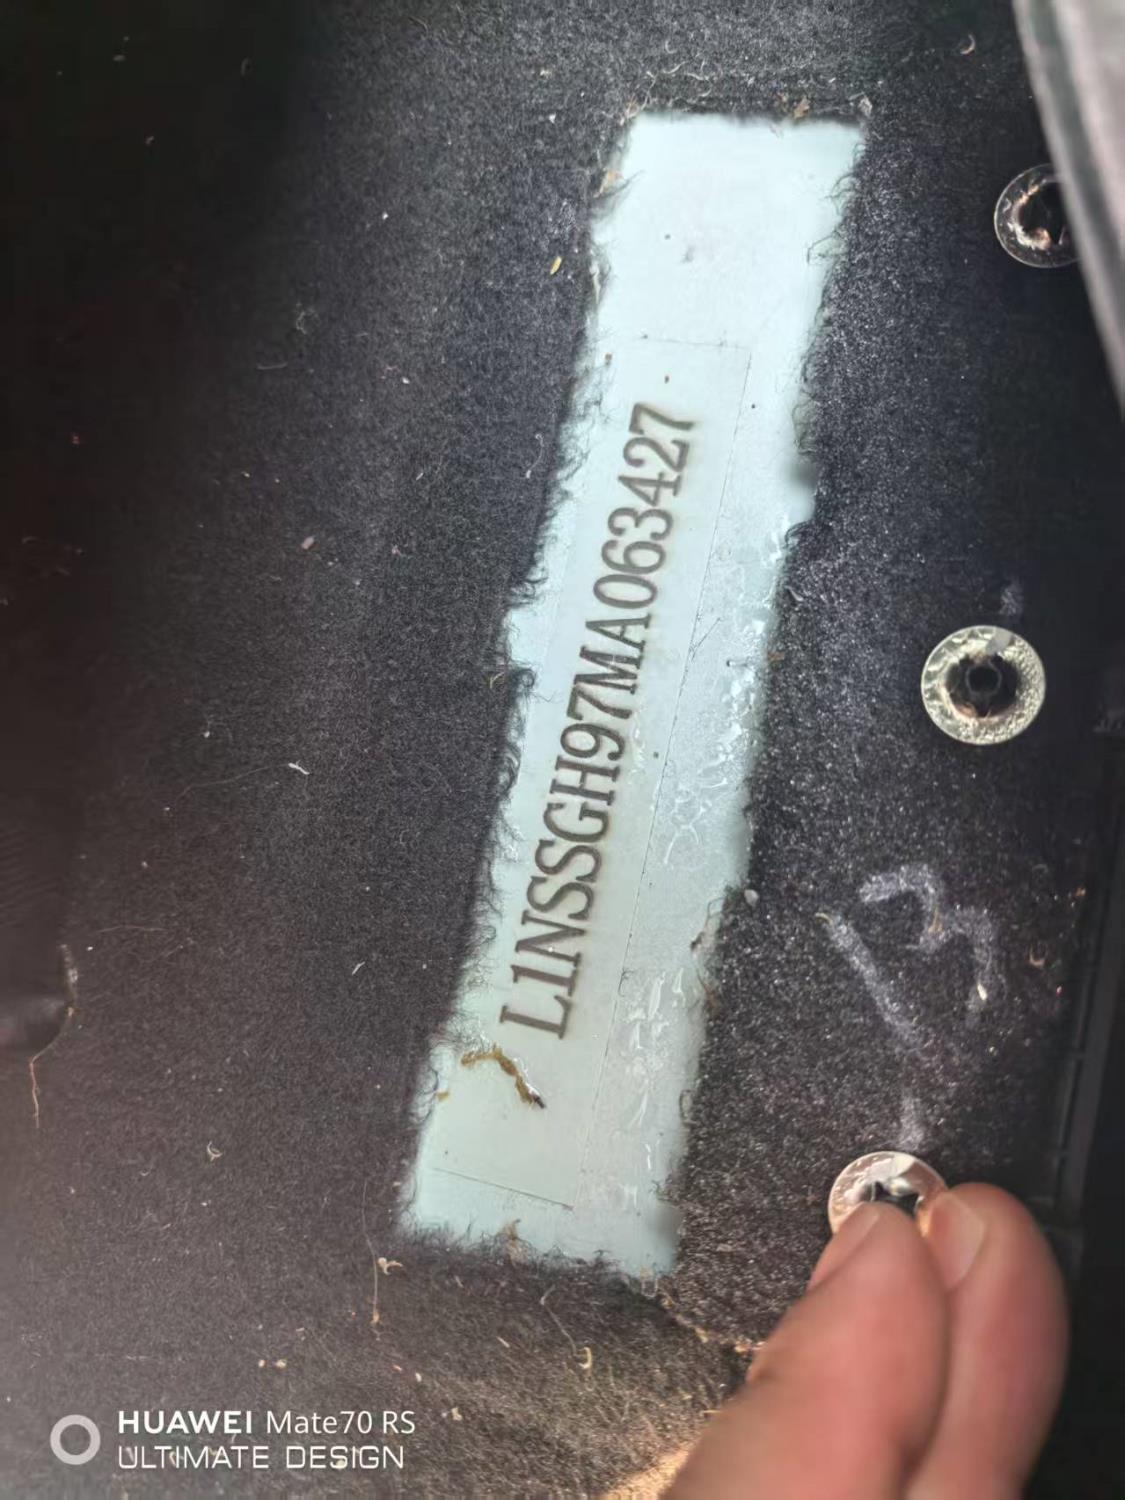 L1NSSGH97MA063427
13
HUAWEI Mate70 RS
ULTIMATE DESIGN